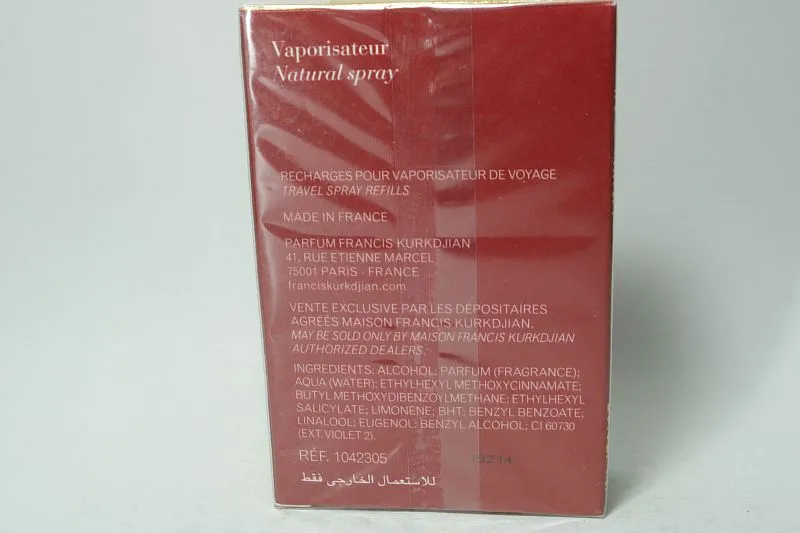 Vaporisateur
Natural spray
RECHARGES POUR VAPORISATEUR DE VOYAGE
TRAVEL SPRAY REFILLS
MADE IN FRANCE
PARFUM FRANCIS KURKDJIAN
41, RUE ETIENNE MARCEL
75001 PARIS - FRANCE
franciskurkdjian.com
VENTE EXCLUSIVE PAR LES DÉPOSITAIRES
AGRÉÉS MAISON FRANCIS KURKDJIAN.
MAY BE SOLD ONLY BY MAISON FRANCIS KURKDJIAN
AUTHORIZED DEALERS.
INGREDIENTS: ALCOHOL; PARFUM (FRAGRANCE);
AQUA (WATER); ETHYLHEXYL METHOXYCINNAMATE;
BUTYL METHOXYDIBENZOYLMETHANE; ETHYLHEXYL
SALICYLATE; LIMONENE; BHT; BENZYL BENZOATE;
LINALOOL; EUGENOL; BENZYL ALCOHOL; CI 60730
(EXT. VIOLET 2).
RÉF. 1042305 19214
للاستعمال الخارجى فقط